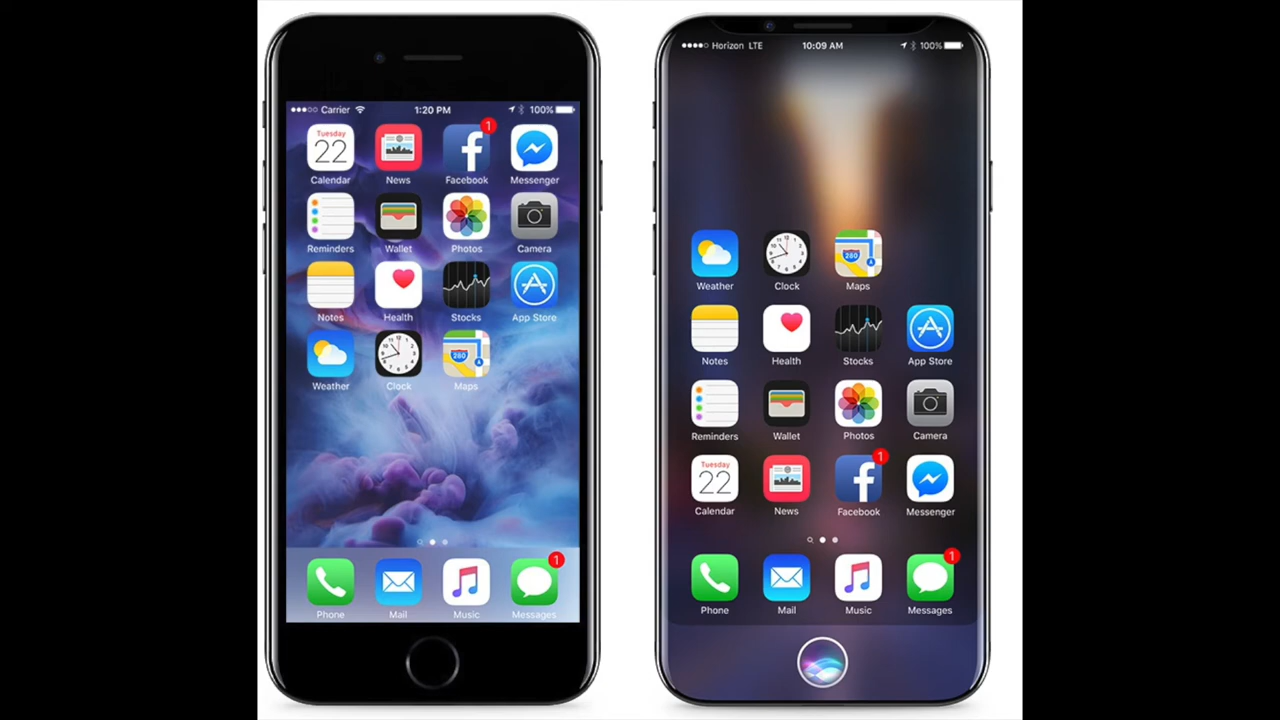 Carrier 1:20 PM 100%
1
Tuesday
22
Calendar News Facebook Messenger
Reminders Wallet Photos Camera
Notes Health Stocks App Store
280
Weather Clock Maps
1
Phone Mail Music Messages
Horizon LTE 10:09 AM 100%
280
Weather Clock Maps
Notes Health Stocks App Store
Reminders Wallet Photos Camera
1
Tuesday
22
Calendar News Facebook Messenger
1
Phone Mail Music Messages